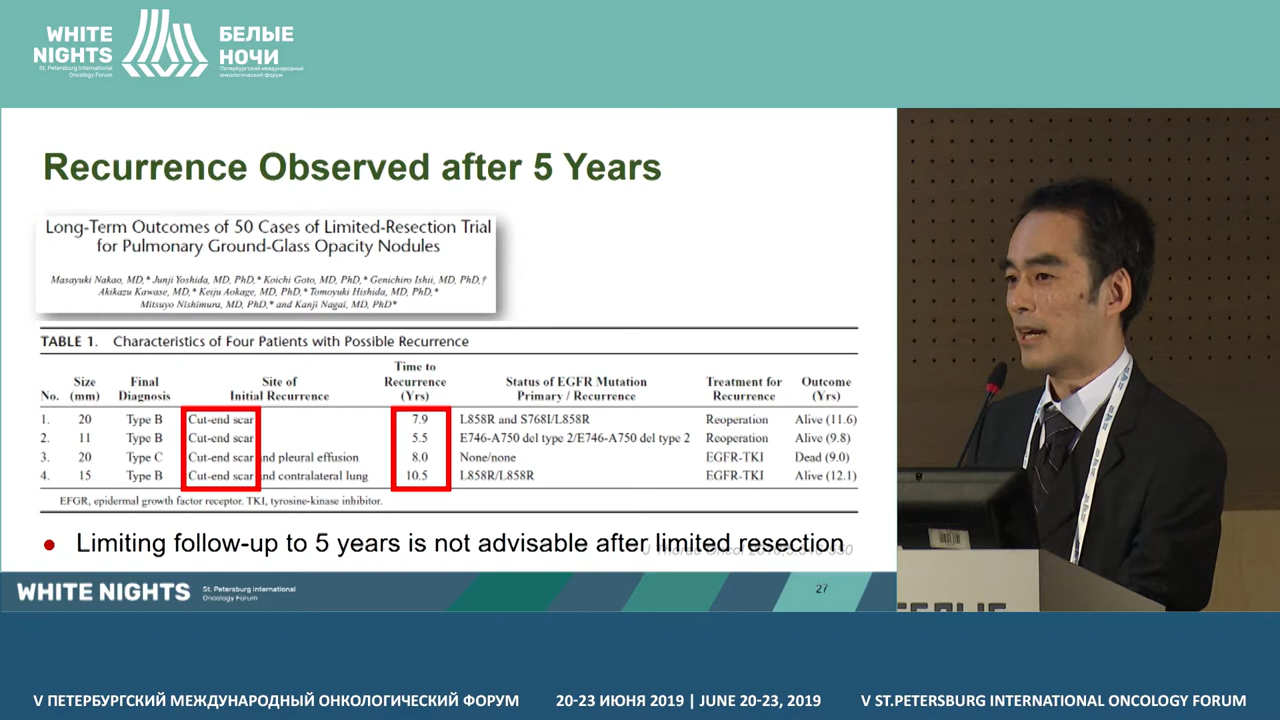 WHITE
NIGHTS
St. Petersburg International
Oncology Forum
БЕЛЫЕ
НОЧИ
Петербургский международный
онкологический форум
Recurrence Observed after 5 Years
Long-Term Outcomes of 50 Cases of Limited-Resection Trial
for Pulmonary Ground-Glass Opacity Nodules
Masayuki Nakao, MD,* Junji Yoshida, MD, PhD,* Koichi Goto, MD, PhD,* Genichiro Ishii, MD, PhD,†
Akikazu Kawase, MD,* Keiju Aokage, MD, PhD,* Tomoyuki Hishida, MD, PhD,*
Mitsuyo Nishimura, MD, PhD,* and Kanji Nagai, MD, PhD*
TABLE 1. Characteristics of Four Patients with Possible Recurrence
No. Size (mm) Final Diagnosis Site of Initial Recurrence Time to Recurrence (Yrs) Status of EGFR Mutation Primary / Recurrence Treatment for Recurrence Outcome (Yrs)
1. 20 Type B Cut-end scar 7.9 L858R and S768I/L858R Reoperation Alive (11.6)
2. 11 Type B Cut-end scar 5.5 E746-A750 del type 2/E746-A750 del type 2 Reoperation Alive (9.8)
3. 20 Type C Cut-end scar and pleural effusion 8.0 None/none EGFR-TKI Dead (9.0)
4. 15 Type B Cut-end scar and contralateral lung 10.5 L858R/L858R EGFR-TKI Alive (12.1)
EFGR, epidermal growth factor receptor. TKI, tyrosine-kinase inhibitor.
• Limiting follow-up to 5 years is not advisable after limited resection
WHITE NIGHTS
St. Petersburg International
Oncology Forum
27
V ПЕТЕРБУРГСКИЙ МЕЖДУНАРОДНЫЙ ОНКОЛОГИЧЕСКИЙ ФОРУМ
20-23 ИЮНЯ 2019 | JUNE 20-23, 2019
V ST.PETERSBURG INTERNATIONAL ONCOLOGY FORUM